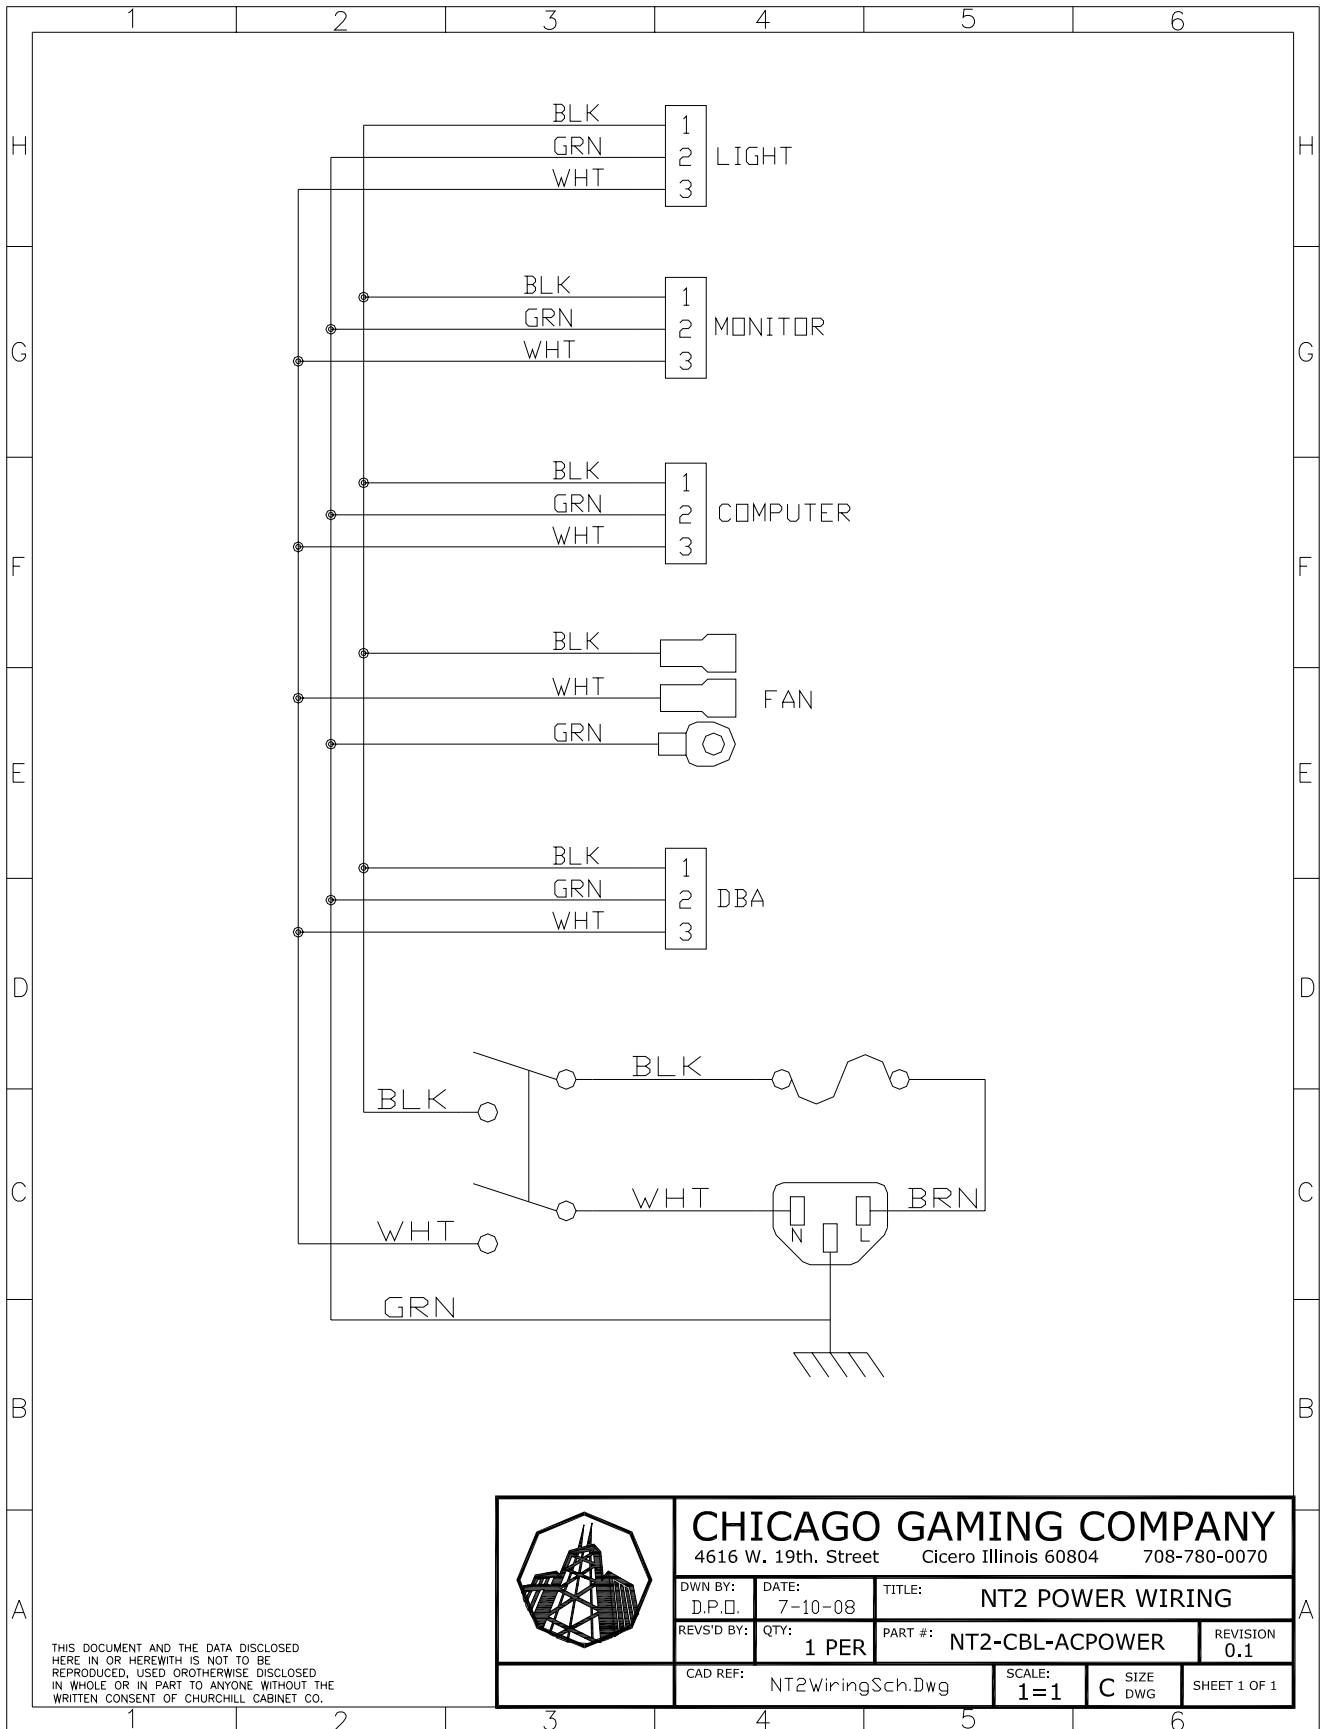 1 2 3 4 5 6
H H
BLK 1
GRN 2 LIGHT
WHT 3
G G
BLK 1
GRN 2 MONITOR
WHT 3
BLK 1
GRN 2 COMPUTER
WHT 3
F F
BLK
WHT FAN
GRN
E E
BLK 1
GRN 2 DBA
WHT 3
D D
BLK
BLK
C C
WHT BRN
N L
WHT
GRN
B B
CHICAGO GAMING COMPANY
4616 W. 19th. Street Cicero Illinois 60804 708-780-0070
DWN BY: DATE: TITLE: NT2 POWER WIRING
D.P.O. 7-10-08
A A
REVS'D BY: QTY: 1 PER PART #: NT2-CBL-ACPOWER REVISION
0.1
CAD REF: NT2WiringSch.Dwg SCALE: 1=1 C SIZE DWG SHEET 1 OF 1
THIS DOCUMENT AND THE DATA DISCLOSED
HERE IN OR HEREWITH IS NOT TO BE
REPRODUCED, USED OROTHERWISE DISCLOSED
IN WHOLE OR IN PART TO ANYONE WITHOUT THE
WRITTEN CONSENT OF CHURCHILL CABINET CO.
1 2 3 4 5 6